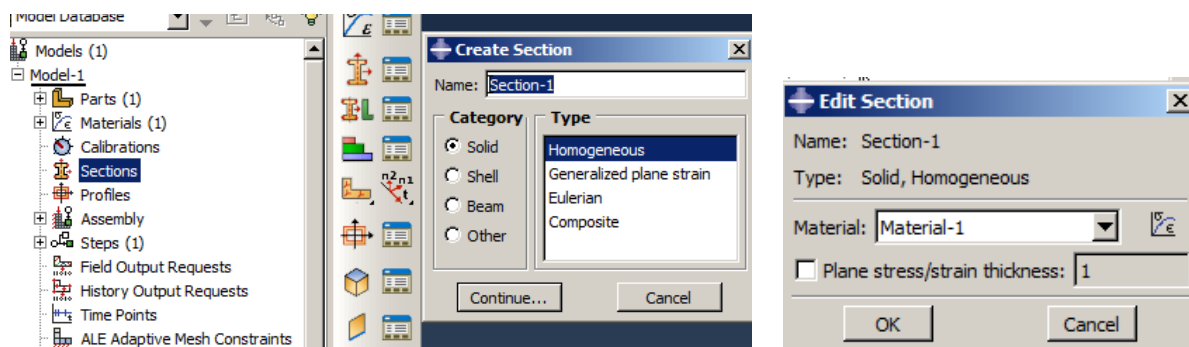 Model Database
Models (1)
Model-1
Parts (1)
Materials (1)
Calibrations
Sections
Profiles
Assembly
Steps (1)
Field Output Requests
History Output Requests
Time Points
ALE Adaptive Mesh Constraints
ε
n2 n1
t
Create Section
Name: Section-1
Category
Solid
Shell
Beam
Other
Type
Homogeneous
Generalized plane strain
Eulerian
Composite
Continue...
Cancel
Edit Section
Name: Section-1
Type: Solid, Homogeneous
Material: Material-1
σ
ε
Plane stress/strain thickness: 1
OK
Cancel